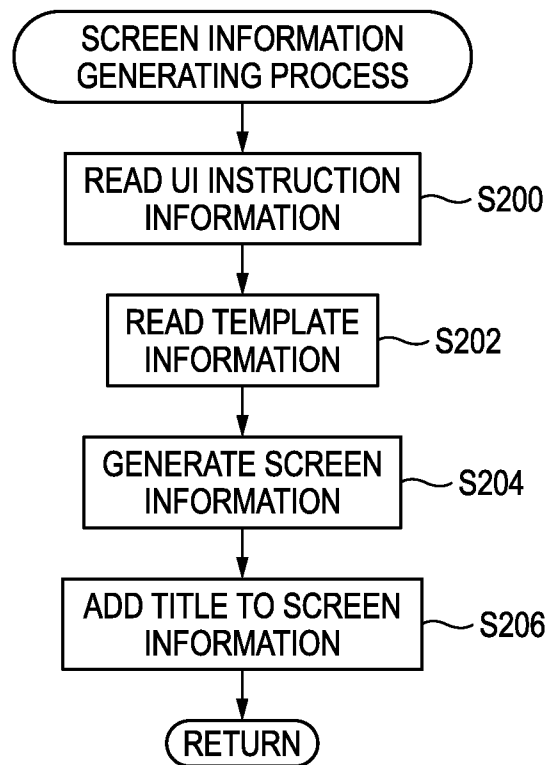 SCREEN INFORMATION
GENERATING PROCESS
READ UI INSTRUCTION
INFORMATION
S200
READ TEMPLATE
INFORMATION
S202
GENERATE SCREEN
INFORMATION
S204
ADD TITLE TO SCREEN
INFORMATION
S206
RETURN